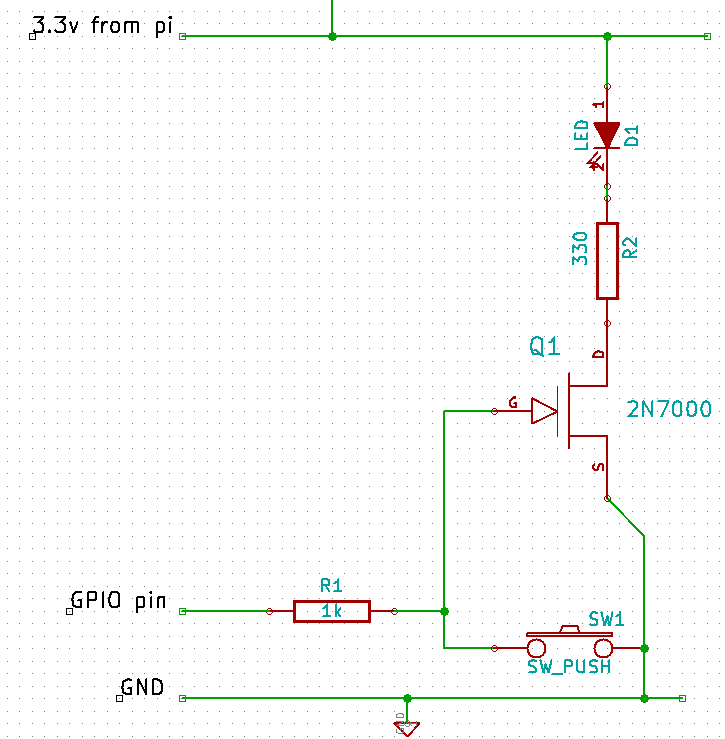 3.3v from pi
1
LED
D1
2
330
R2
Q1
D
G
2N7000
S
R1
GPIO pin
1k
SW1
SW_PUSH
GND
GND